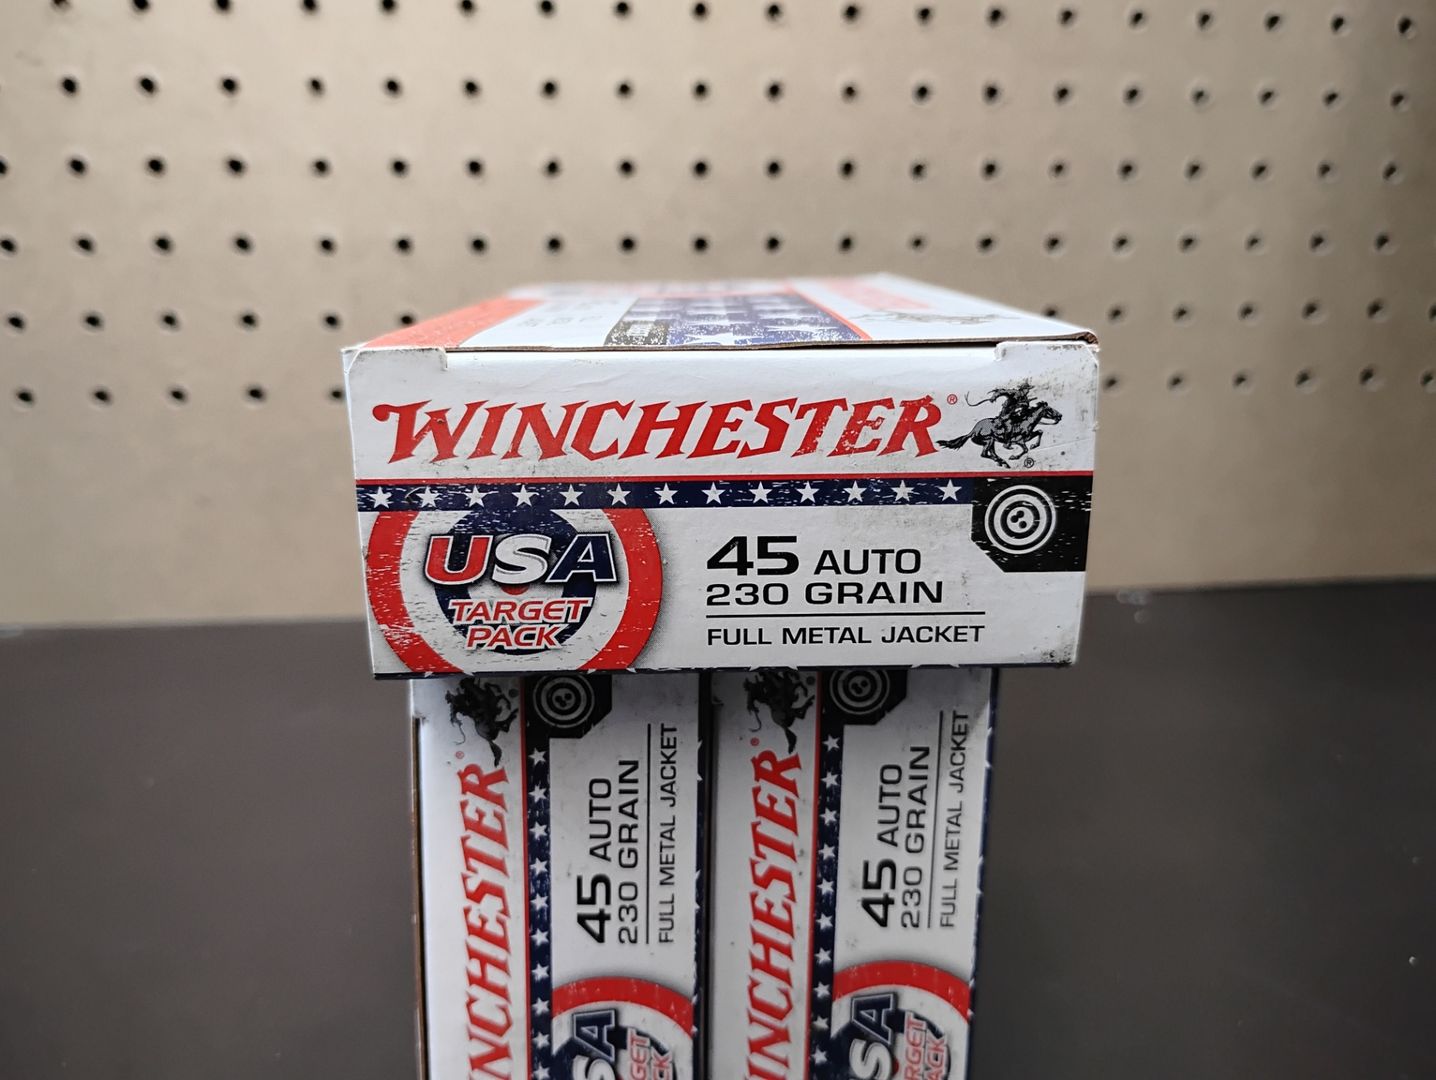 WINCHESTER®
®
USA
TARGET
PACK
45 AUTO
230 GRAIN
FULL METAL JACKET
WINCHESTER®
45 AUTO
230 GRAIN
FULL METAL JACKET
WINCHESTER®
45 AUTO
230 GRAIN
FULL METAL JACKET